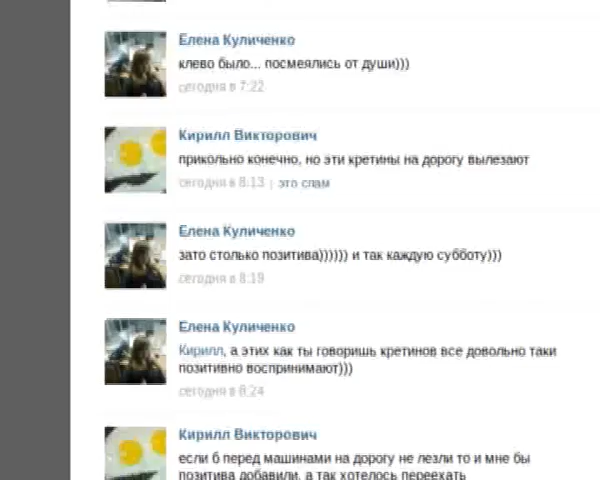 Елена Куличенко
клево было... посмеялись от души)))
сегодня в 7:22
Кирилл Викторович
прикольно конечно, но эти кретины на дорогу вылезают
сегодня в 8:13 | это спам
Елена Куличенко
зато столько позитива)))))) и так каждую субботу)))
сегодня в 8:19
Елена Куличенко
Кирилл, а этих как ты говоришь кретинов все довольно таки
позитивно воспринимают)))
сегодня в 8:24
Кирилл Викторович
если б перед машинами на дорогу не лезли то и мне бы
позитива добавили, а так хотелось переехать